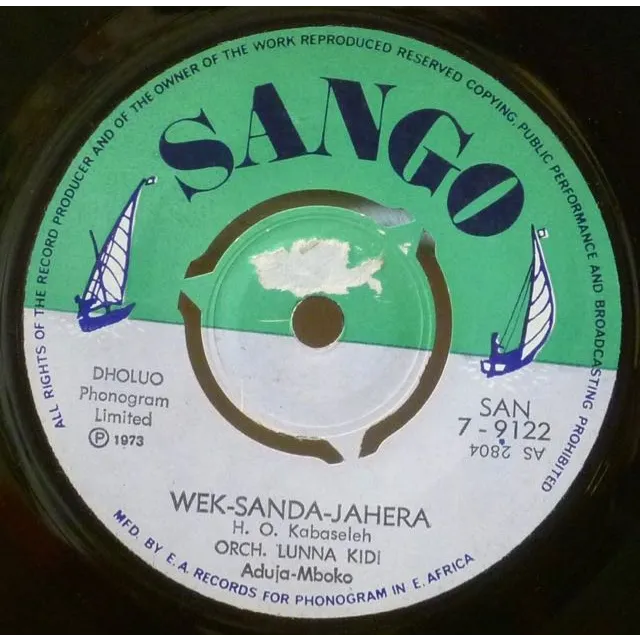 ALL RIGHTS OF THE RECORD PRODUCER AND OF THE OWNER OF THE WORK REPRODUCED RESERVED COPYING, PUBLIC PERFORMANCE AND BROADCASTING PROHIBITED
SANGO
DHOLUO
Phonogram
Limited
Ⓟ 1973
SAN
7 - 9122
AS 2804
WEK-SANDA-JAHERA
H. O. Kabaseleh
ORCH. LUNNA KIDI
Aduja-Mboko
MFD. BY E.A. RECORDS FOR PHONOGRAM IN E. AFRICA